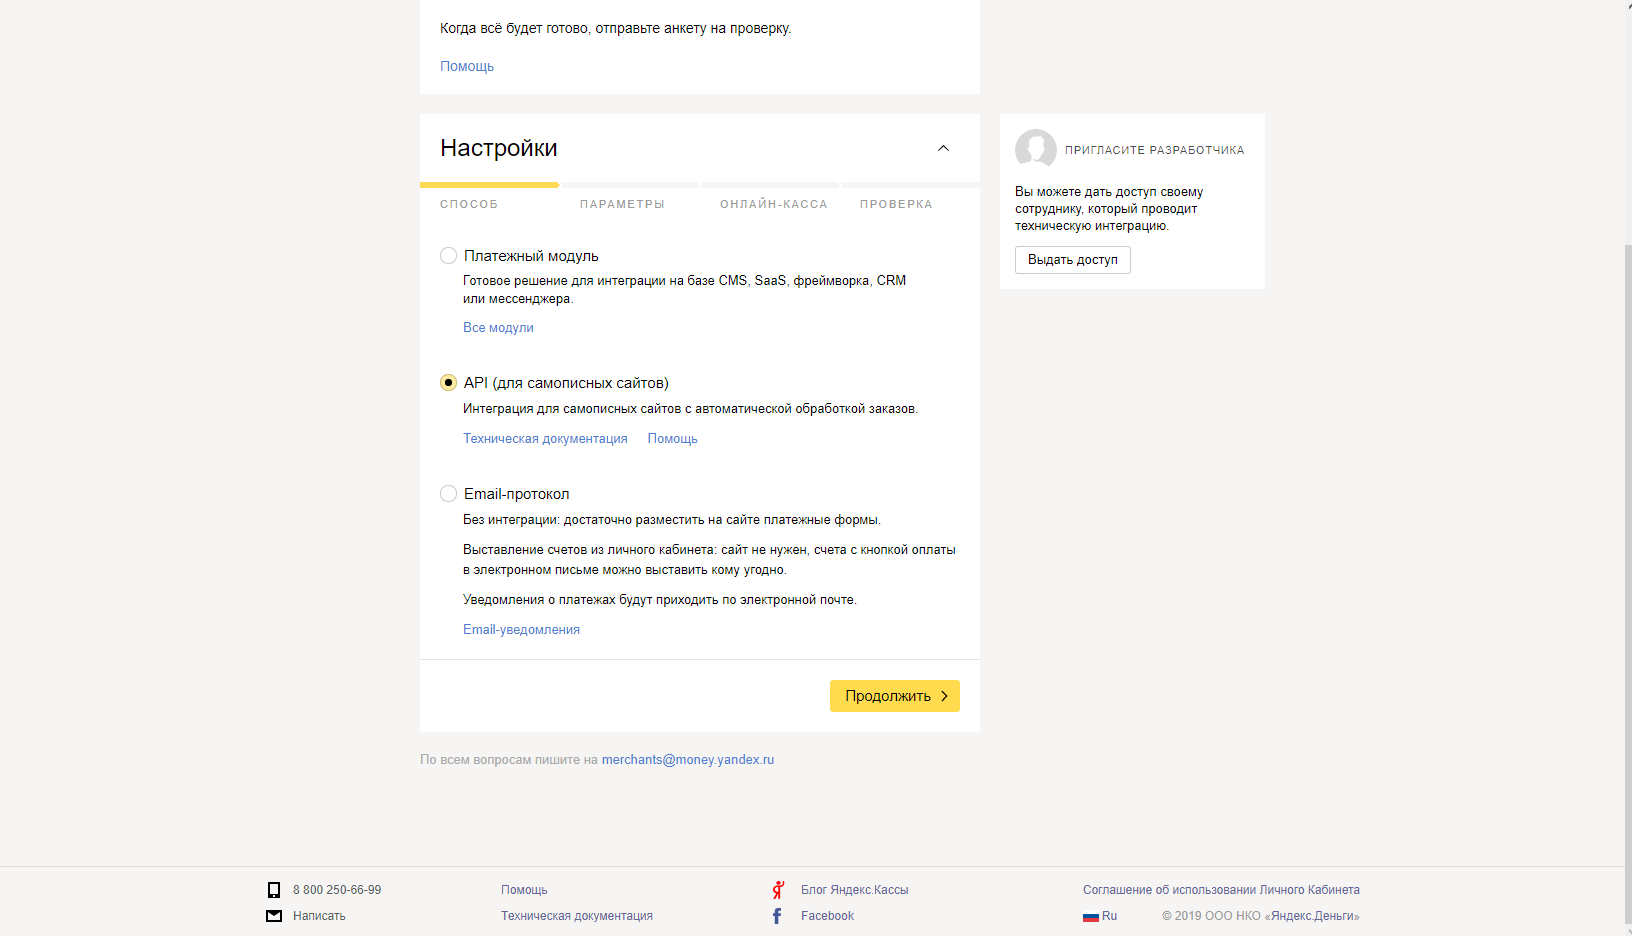 Когда всё будет готово, отправьте анкету на проверку.
Помощь
Настройки
СПОСОБ
ПАРАМЕТРЫ
ОНЛАЙН-КАССА
ПРОВЕРКА
Платежный модуль
Готовое решение для интеграции на базе CMS, SaaS, фреймворка, CRM
или мессенджера.
Все модули
API (для самописных сайтов)
Интеграция для самописных сайтов с автоматической обработкой заказов.
Техническая документация
Помощь
Email-протокол
Без интеграции: достаточно разместить на сайте платежные формы.
Выставление счетов из личного кабинета: сайт не нужен, счета с кнопкой оплаты
в электронном письме можно выставить кому угодно.
Уведомления о платежах будут приходить по электронной почте.
Email-уведомления
Продолжить
По всем вопросам пишите на merchants@money.yandex.ru
ПРИГЛАСИТЕ РАЗРАБОТЧИКА
Вы можете дать доступ своему
сотруднику, который проводит
техническую интеграцию.
Выдать доступ
8 800 250-66-99
Написать
Помощь
Техническая документация
Блог Яндекс.Кассы
Facebook
Соглашение об использовании Личного Кабинета
Ru
© 2019 ООО НКО «Яндекс.Деньги»